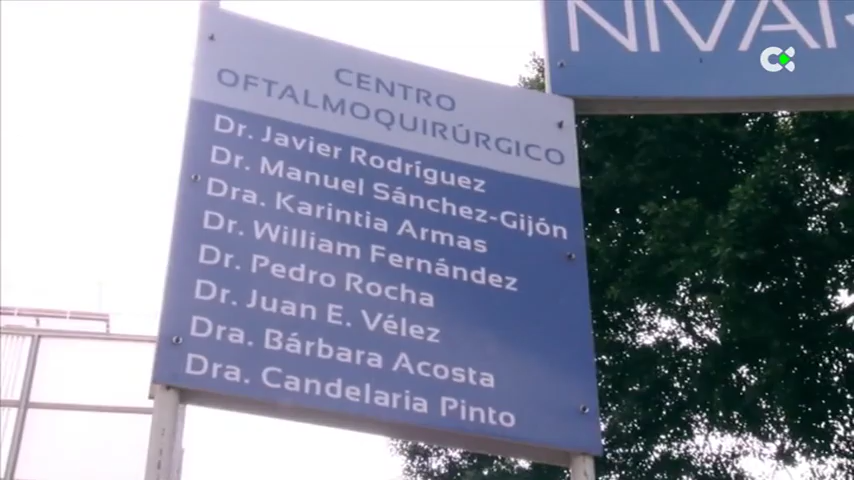 CENTRO
OFTALMOQUIRÚRGICO
Dr. Javier Rodríguez
Dr. Manuel Sánchez-Gijón
Dra. Karintia Armas
Dr. William Fernández
Dr. Pedro Rocha
Dr. Juan E. Vélez
Dra. Bárbara Acosta
Dra. Candelaria Pinto